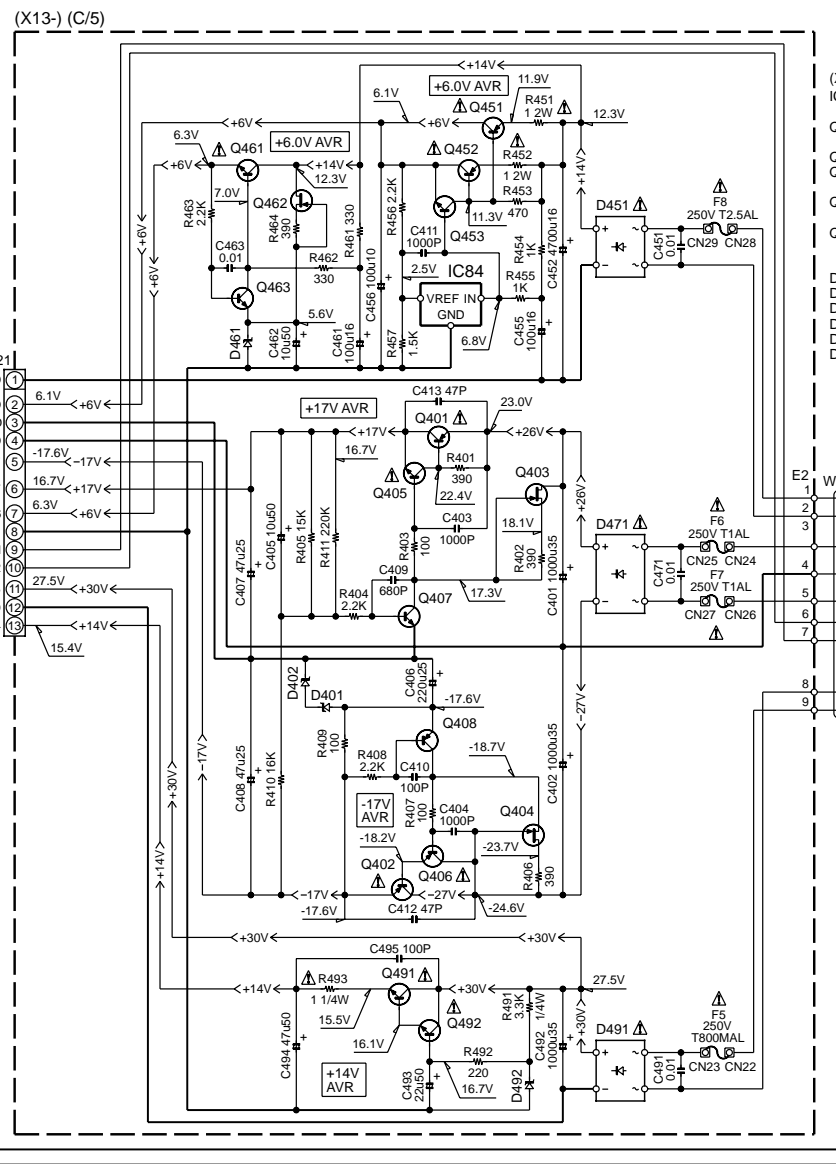 (X13-) (C/5)
+14V
+6.0V AVR
11.9V
6.1V
Q451
R451
1 2W
12.3V
+6V
+6V
6.3V
+6.0V AVR
Q461
+6V
+14V
12.3V
Q452
R452
1 2W
+14V
7.0V
Q462
R463
2.2K
R464
390
R461 330
R456 2.2K
R453
470
11.3V
Q453
C411
1000P
R454
1K
C452 4700u16
D451
F8
250V T2.5AL
CN29
CN28
C451
0.01
+6V
+6V
C463
0.01
R462
330
2.5V
IC84
R455
1K
VREF
IN
GND
Q463
C456 100u10
5.6V
6.8V
D461
C462
10u50
C461
100u16
R457
1.5K
C455
100u16
21
1
2
6.1V
+6V
3
4
5
-17.6V
-17V
6
16.7V
+17V
7
6.3V
+6V
8
9
10
11
27.5V
+30V
12
13
+14V
15.4V
C413 47P
23.0V
+17V AVR
Q401
+17V
+26V
16.7V
R401
390
Q405
22.4V
Q403
+26V
C403
1000P
18.1V
R403
100
R402
390
C405 10u50
R405 15K
R411 220K
C407 47u25
C409
680P
R404
2.2K
17.3V
Q407
C401 1000u35
D471
F6
250V T1AL
CN25
CN24
F7
250V T1AL
CN27
CN26
C471
0.01
E2
W
1
2
3
4
5
6
7
8
9
D402
D401
C406
220u25
-17.6V
Q408
R409
100
R408
2.2K
C410
100P
-18.7V
-27V
C402 1000u35
C408 47u25
R410 16K
-17V
AVR
R407
100
C404
1000P
Q404
-18.2V
-23.7V
Q402
Q406
R406
390
-17V
-27V
-17.6V
C412 47P
-24.6V
-17V
+30V
+14V
+30V
+30V
C495 100P
+14V
R493
1 1/4W
Q491
+30V
27.5V
15.5V
Q492
16.1V
R491
3.3K
1/4W
C492
1000u35
+30V
D491
F5
250V
T800MAL
CN23
CN22
C491
0.01
C494 47u50
+14V
AVR
C493
22u50
R492
220
16.7V
D492